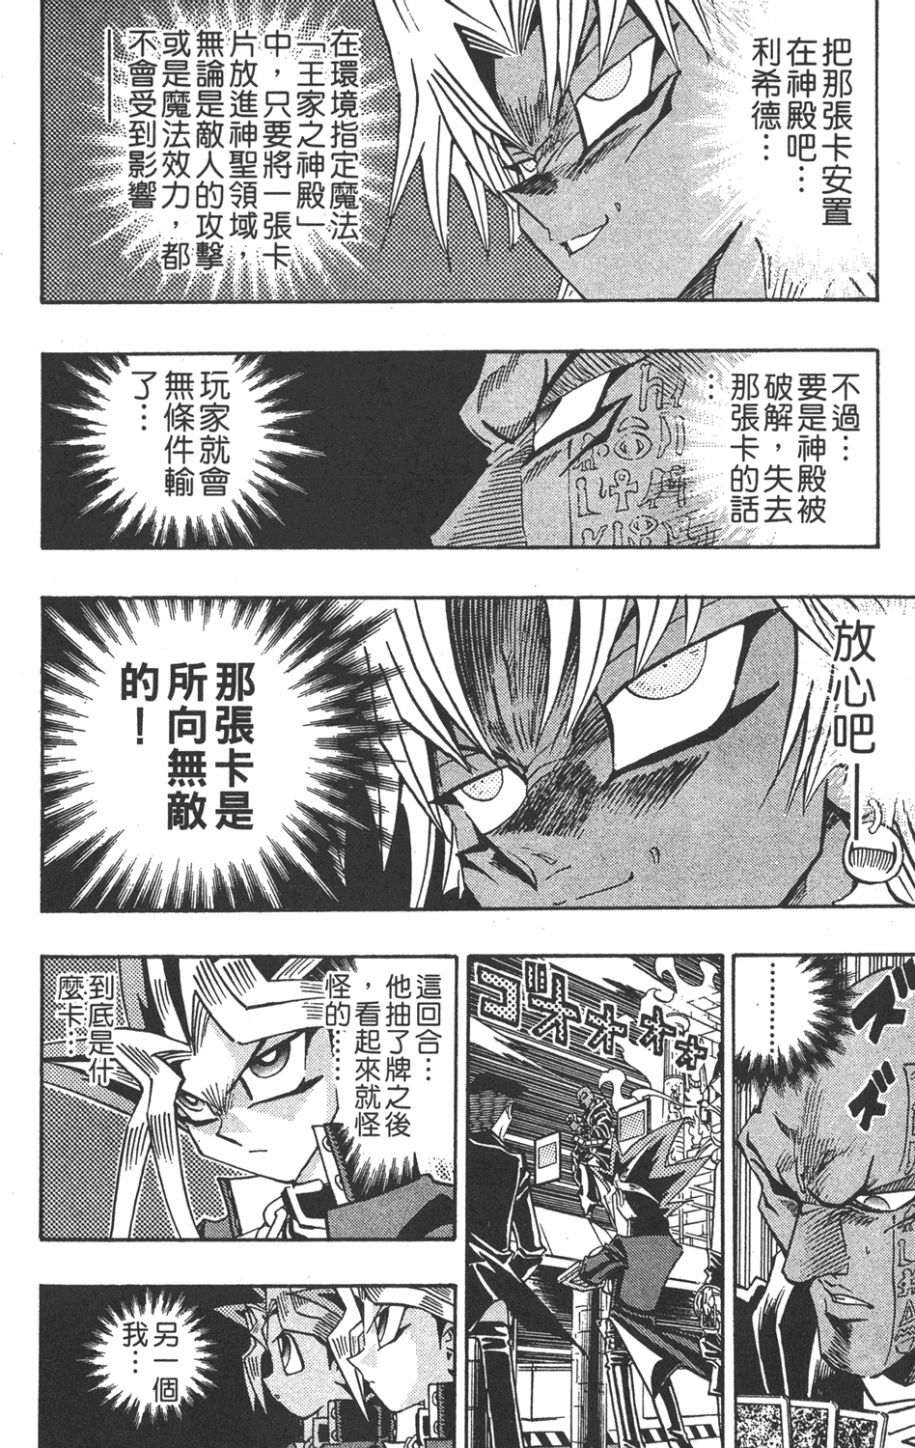 把那張卡安置
在神殿吧…
利希德…
在環境指定魔法
「王家之神殿」
中，只要將一張卡
片放進神聖領域，
無論是敵人的攻擊
或是魔法效力，都
不會受到影響
——
不過…
要是神殿被
破解，失去
那張卡的話
…
玩家就會
無條件輸
了…
放心吧——
那張卡是
所向無敵
的！
………
ズズ
ゴォオオオオ
這回合…
他抽了牌之後
，看起來就怪
怪的……
到底是什
麼卡…
另一個
我…